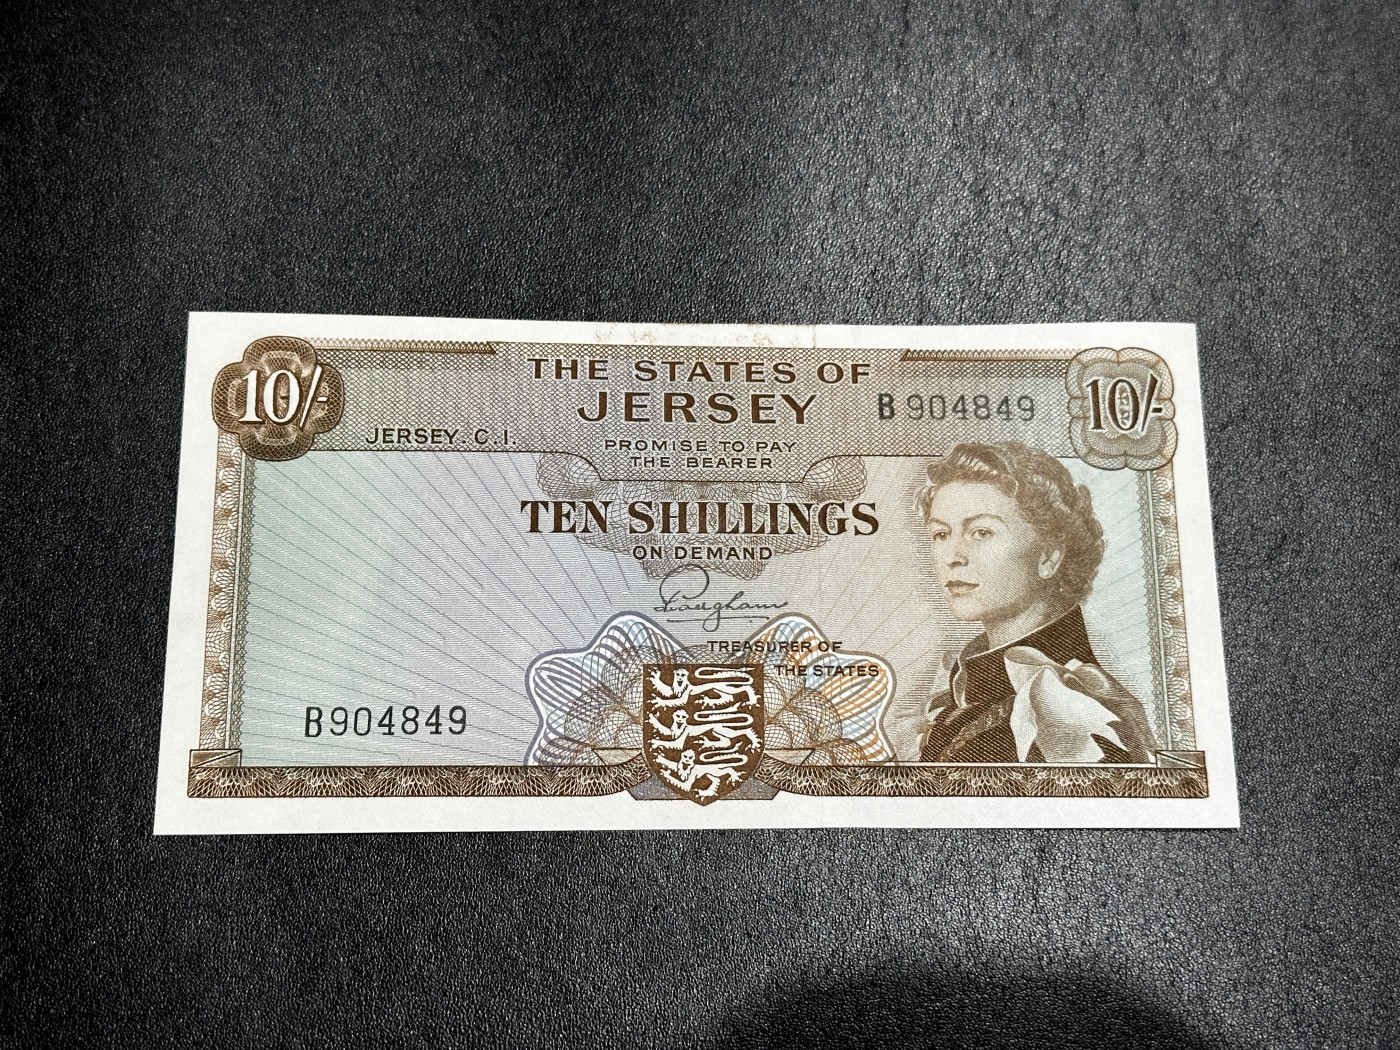 10/-
THE STATES OF
JERSEY
B 904849
10/-
JERSEY. C.I.
PROMISE TO PAY
THE BEARER
TEN SHILLINGS
ON DEMAND
TREASURER OF
THE STATES
B904849